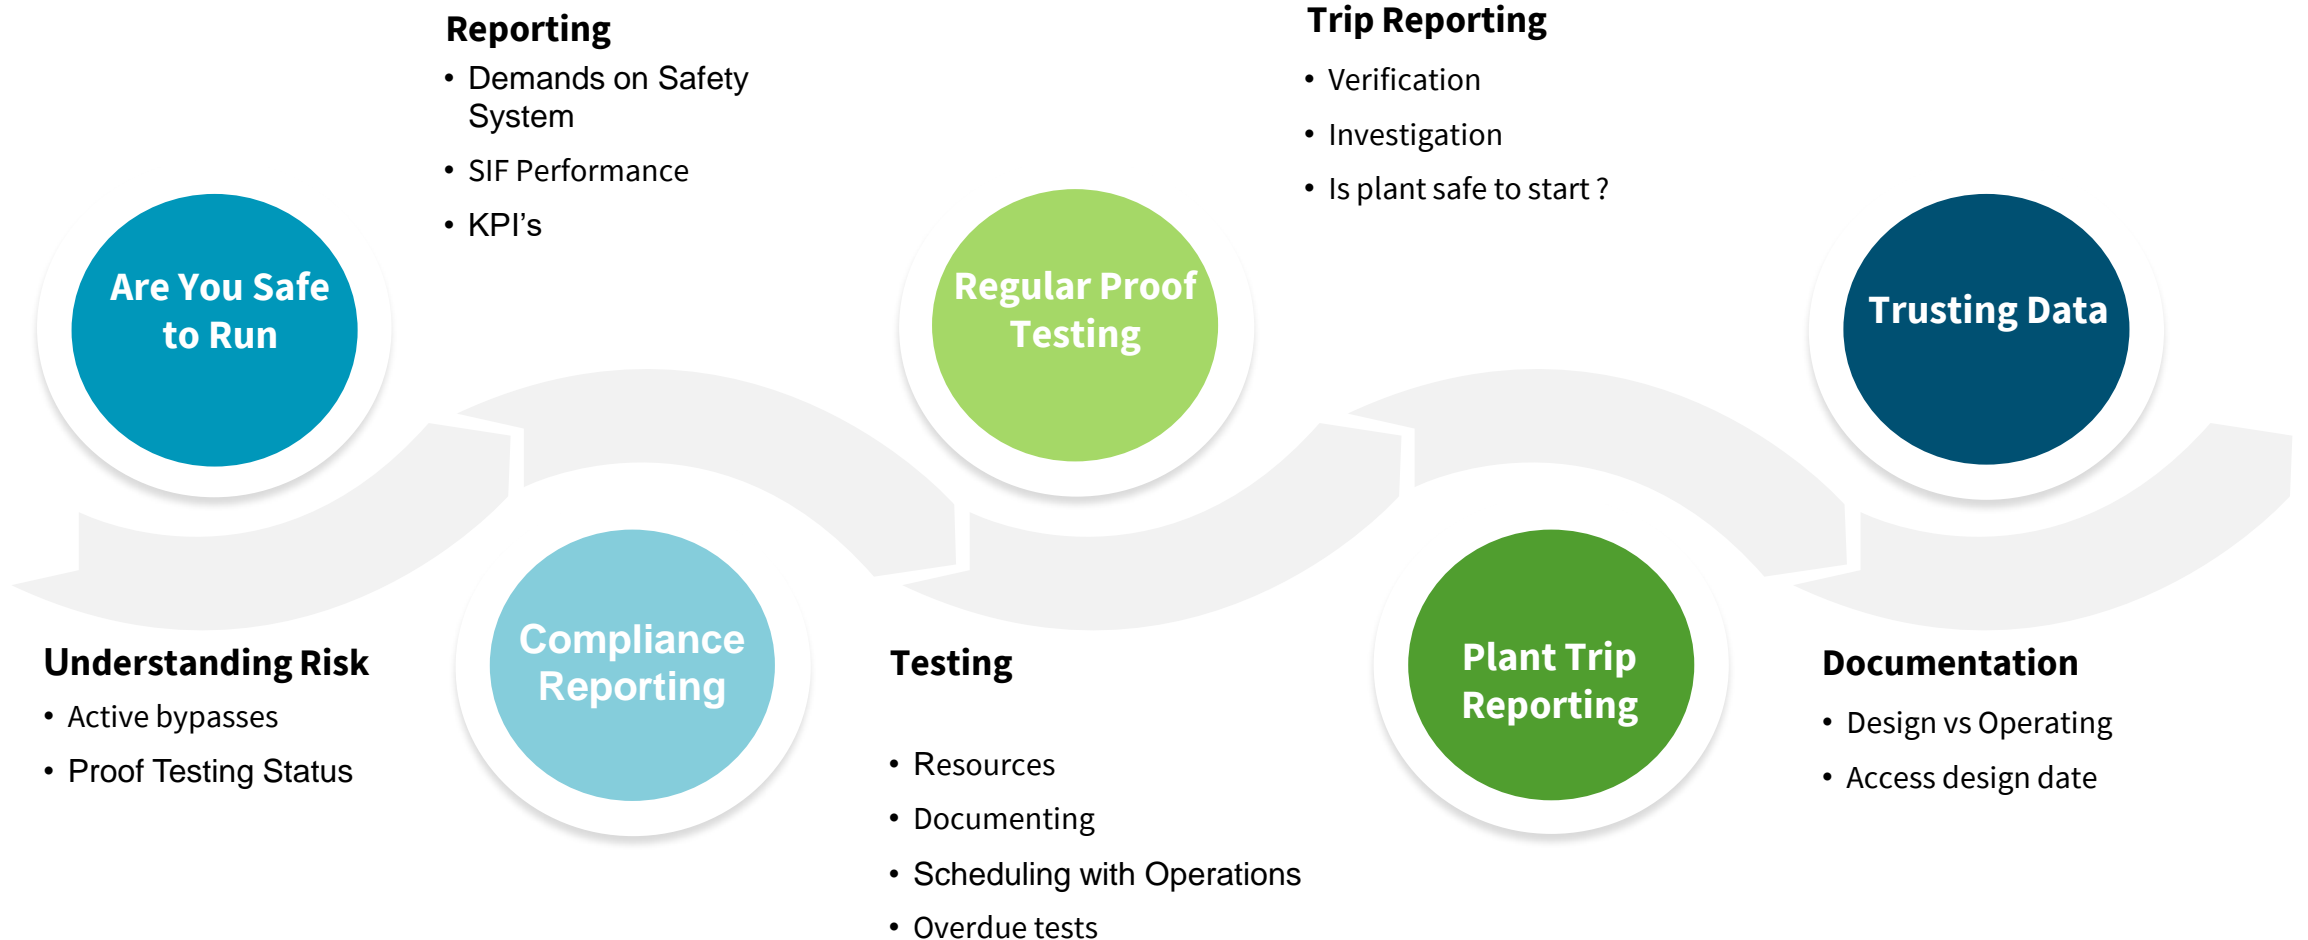 Are You Safe
to Run
Understanding Risk
• Active bypasses
• Proof Testing Status
Reporting
• Demands on Safety
System
• SIF Performance
• KPI’s
Compliance
Reporting
Regular Proof
Testing
Testing
• Resources
• Documenting
• Scheduling with Operations
• Overdue tests
Trip Reporting
• Verification
• Investigation
• Is plant safe to start ?
Plant Trip
Reporting
Trusting Data
Documentation
• Design vs Operating
• Access design date